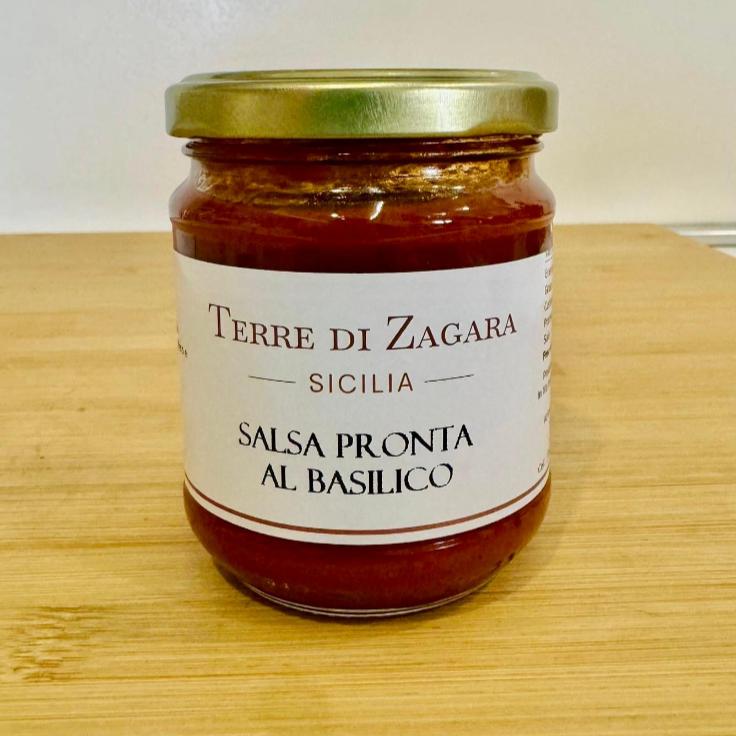 TERRE DI ZAGARA
SICILIA
SALSA PRONTA
AL BASILICO